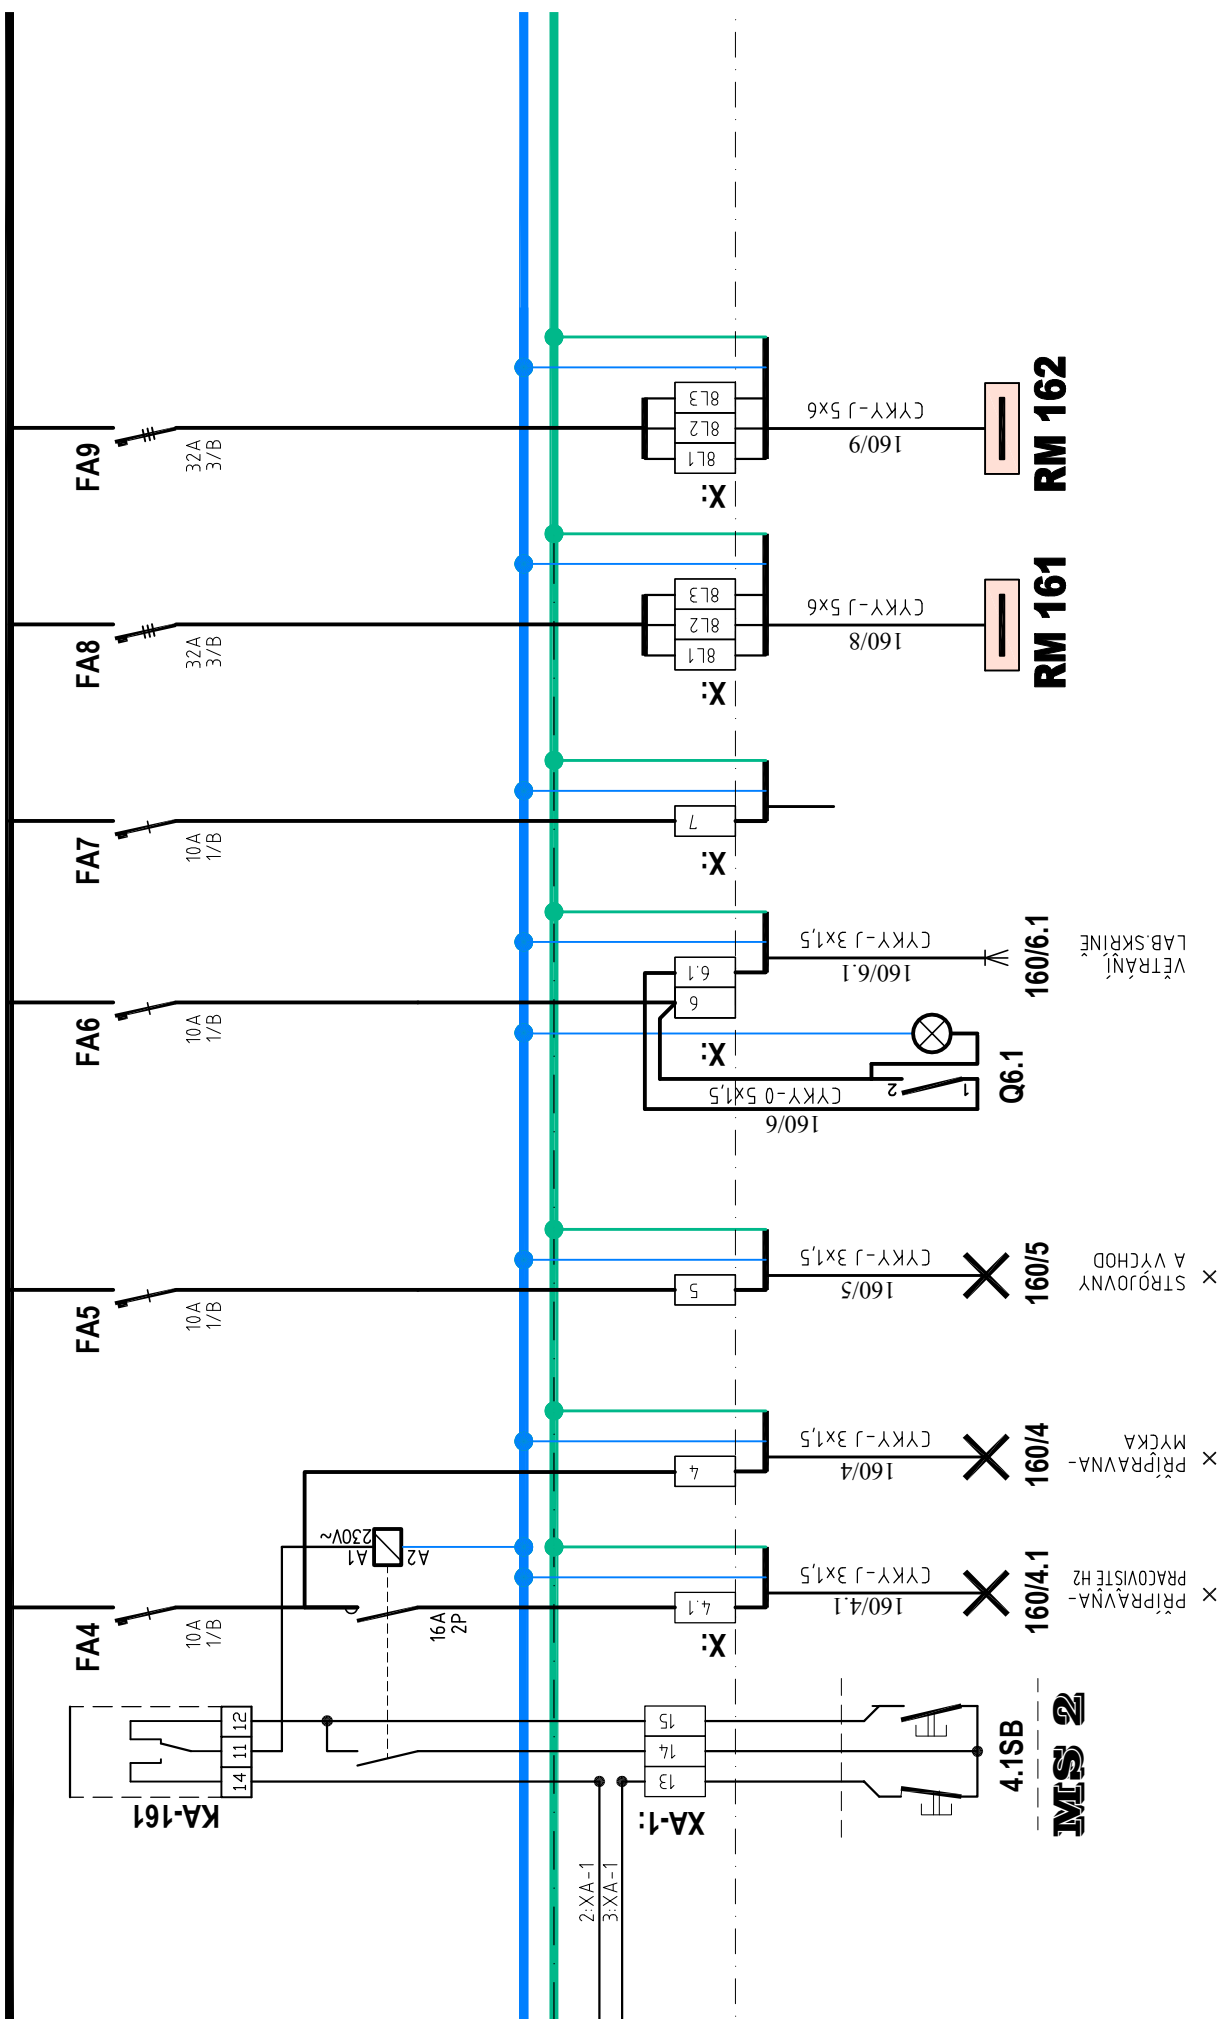 FA9
32A
3/B
8L3
8L2
8L1
X:
CYKY-J 5x6
160/9
RM 162
FA8
32A
3/B
8L3
8L2
8L1
X:
CYKY-J 5x6
160/8
RM 161
FA7
10A
1/B
7
X:
FA6
10A
1/B
6.1
6
X:
CYKY-J 3x1,5
160/6.1
160/6.1
VĚTRÁNÍ
LAB.SKŘÍNĚ
CYKY-O 5x1,5
160/6
2
1
Q6.1
FA5
10A
1/B
5
CYKY-J 3x1,5
160/5
160/5
STROJOVNY
A VÝCHOD
×
4
CYKY-J 3x1,5
160/4
160/4
PŘÍPRAVNA-
MYČKA
×
FA4
10A
1/B
230V~
A1
A2
16A
2P
4.1
X:
CYKY-J 3x1,5
160/4.1
160/4.1
PŘÍPRAVNA-
PRACOVIŠTĚ H2
×
12
11
14
KA-161
15
14
13
XA-1:
2:XA-1
3:XA-1
4.1SB
MS 2